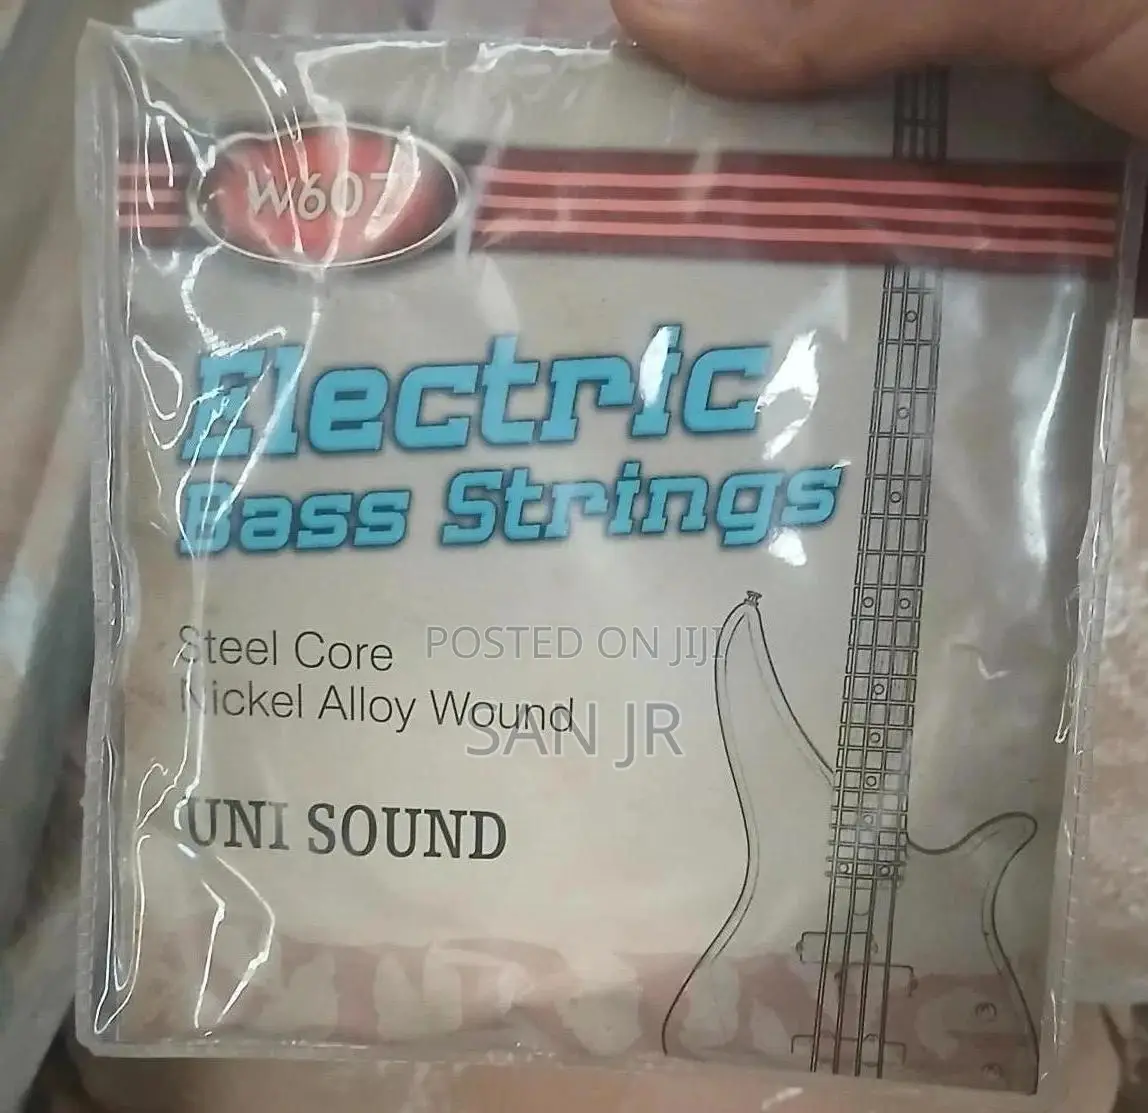 W607
Electric
Bass Strings
Steel Core
Nickel Alloy Wound
UNI SOUND
POSTED ON JIJI
SAN JR